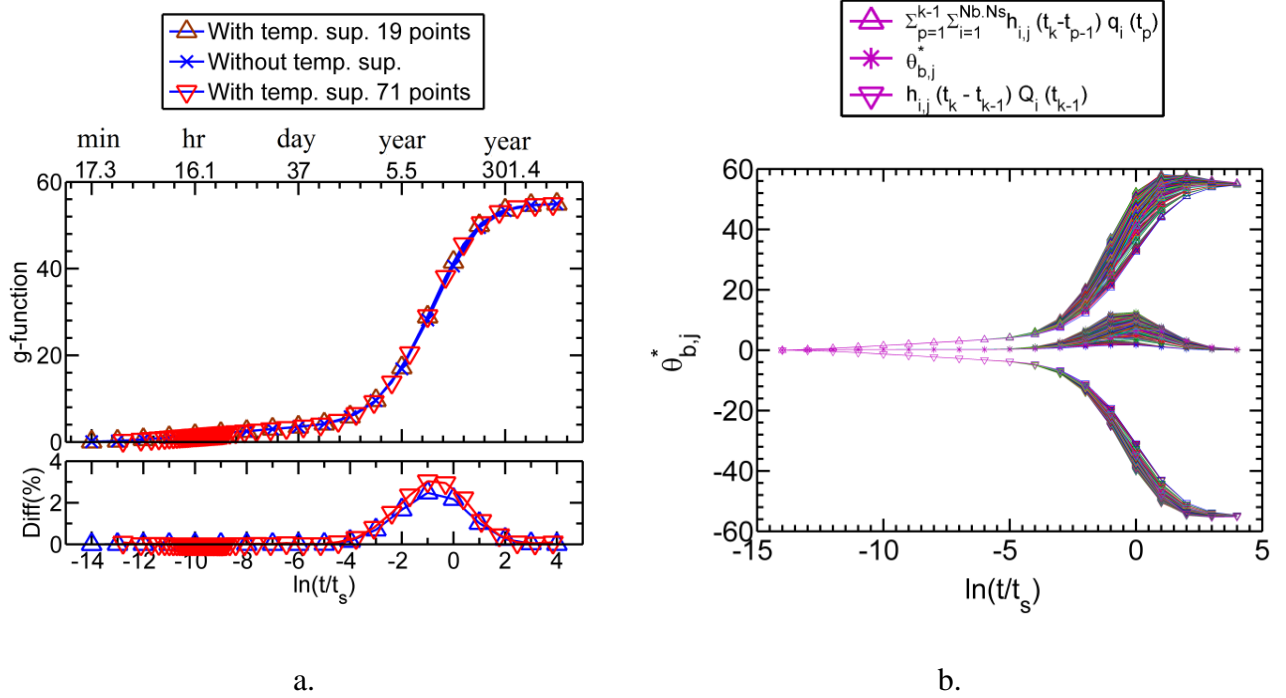 With temp. sup. 19 points
Without temp. sup.
With temp. sup. 71 points
min hr day year year
17.3 16.1 37 5.5 301.4
60
40
20
0
g-function
4
2
0
Diff(%)
-14 -12 -10 -8 -6 -4 -2 0 2 4
ln(t/t_s)
a.
Σ_{p=1}^{k-1} Σ_{i=1}^{Nb.Ns} h_{i,j} (t_k-t_{p-1}) q_i (t_p)
θ_{b,j}^*
h_{i,j} (t_k - t_{k-1}) Q_i (t_{k-1})
60
40
20
0
-20
-40
-60
θ_{b,j}^*
-15 -10 -5 0 5
ln(t/t_s)
b.